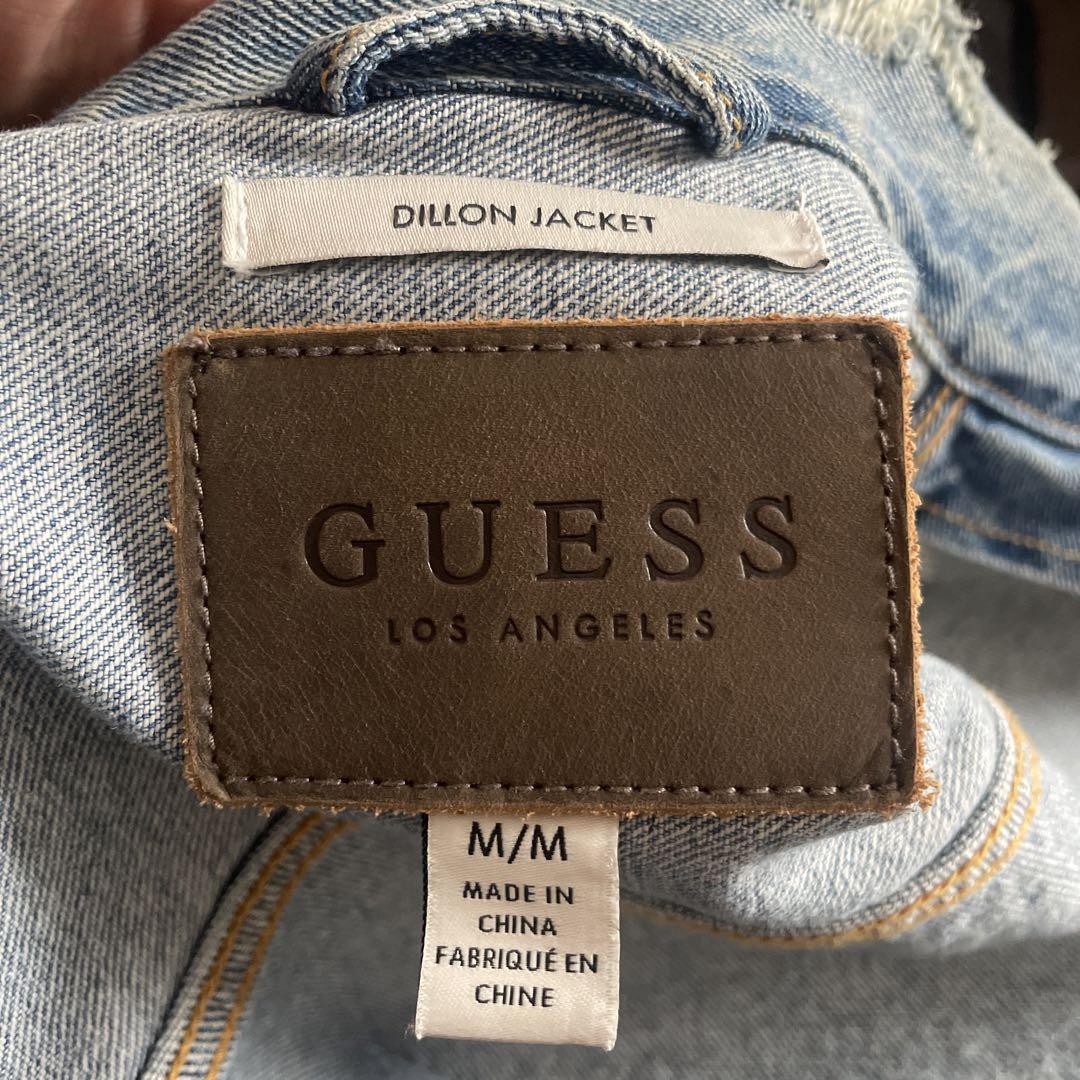 DILLON JACKET
GUESS
LOS ANGELES
M/M
MADE IN
CHINA
FABRIQUÉ EN
CHINE